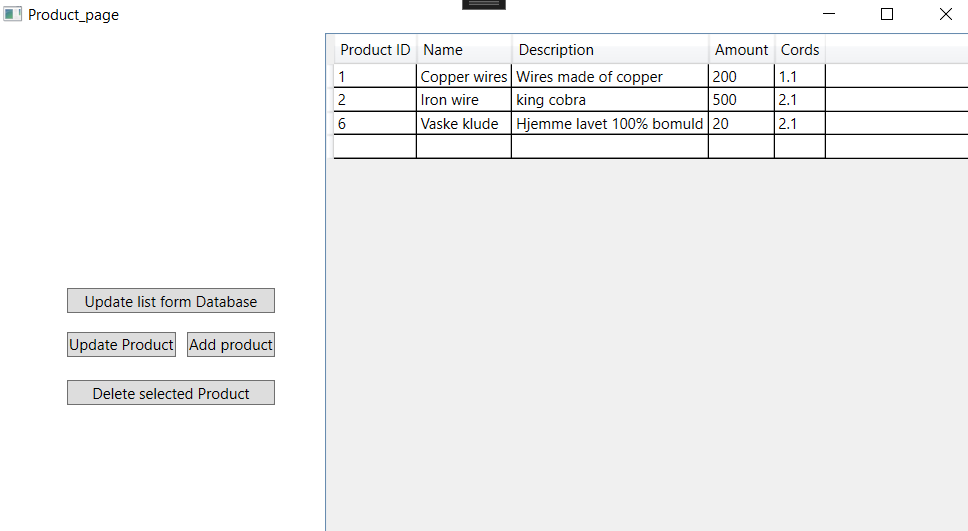 Product_page
Product ID Name Description Amount Cords
1 Copper wires Wires made of copper 200 1.1
2 Iron wire king cobra 500 2.1
6 Vaske klude Hjemme lavet 100% bomuld 20 2.1
Update list form Database
Update Product Add product
Delete selected Product